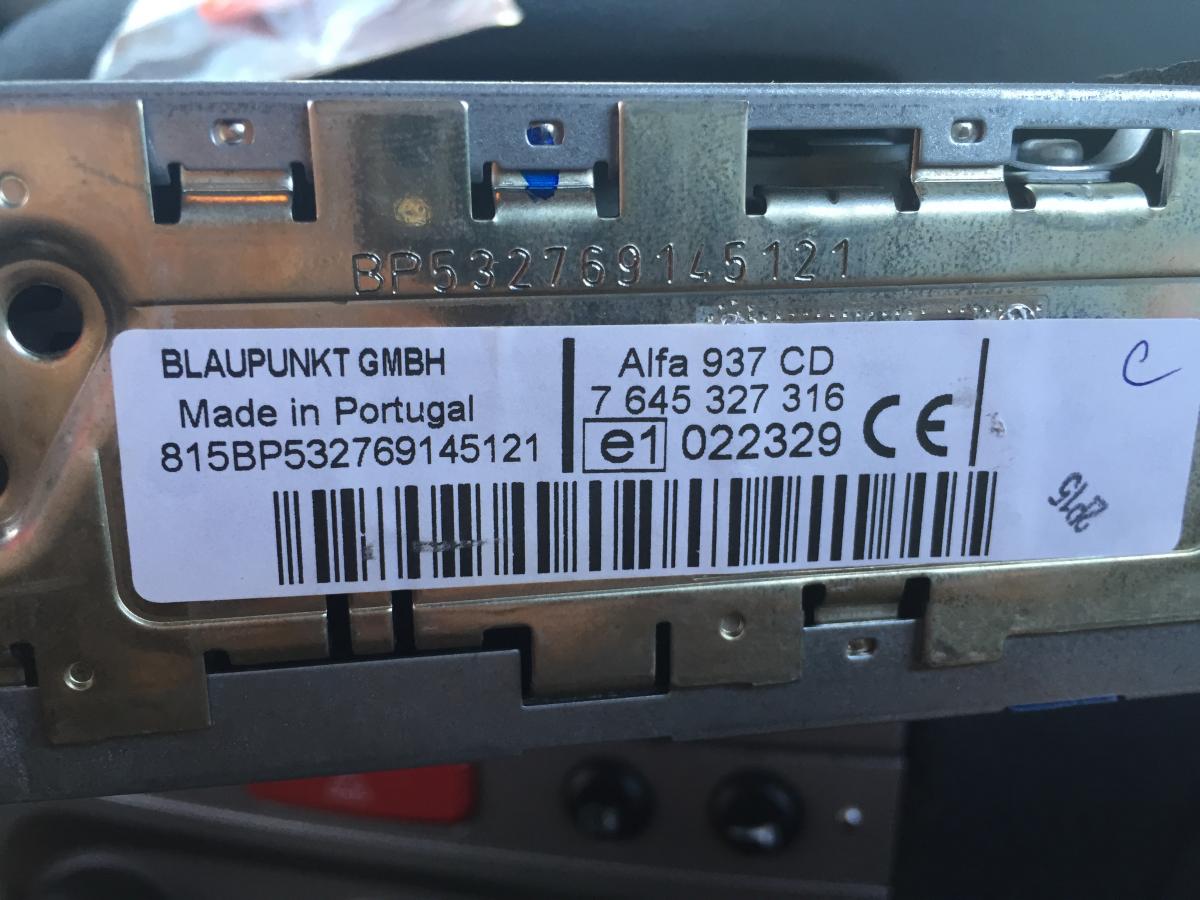 BP532769145121
BLAUPUNKT GMBH
Made in Portugal
815BP532769145121
Alfa 937 CD
7 645 327 316
e1 022329 CE
C